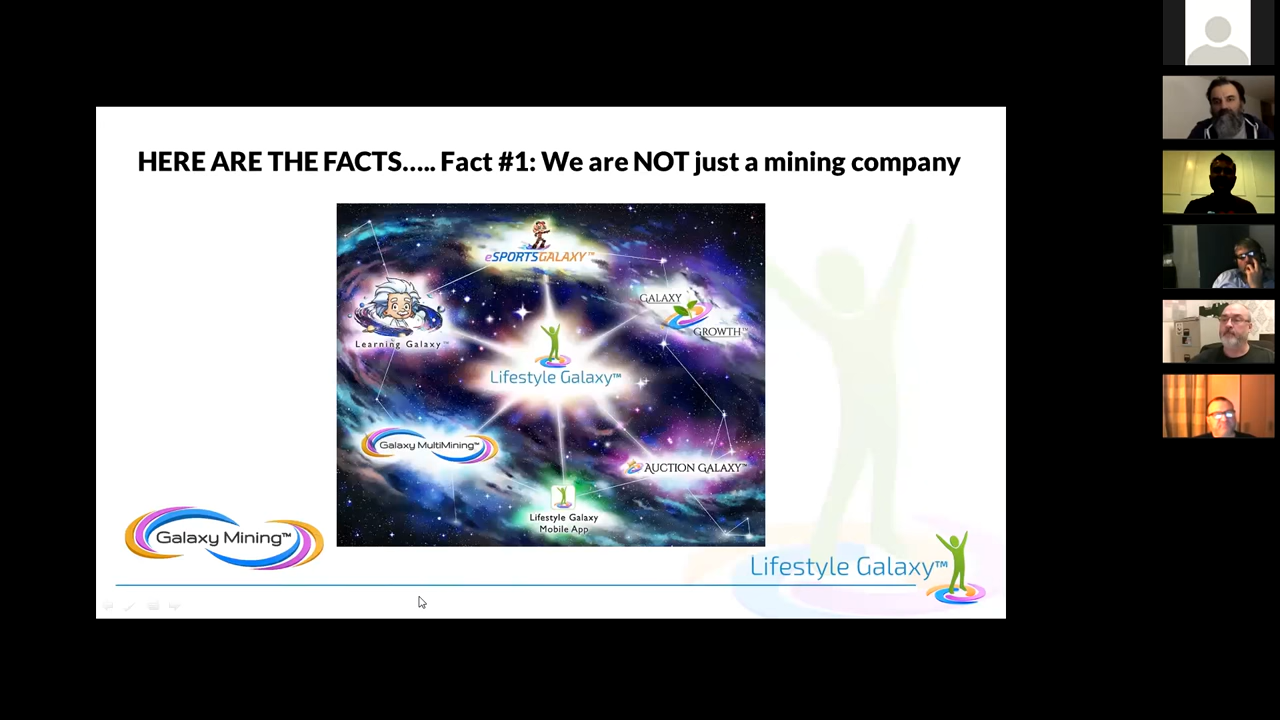 HERE ARE THE FACTS….. Fact #1: We are NOT just a mining company
eSPORTSGALAXY™
GALAXY
GROWTH™
Learning Galaxy™
Lifestyle Galaxy™
Galaxy MultiMining™
AUCTION GALAXY™
Lifestyle Galaxy
Mobile App
Galaxy Mining™
Lifestyle Galaxy™